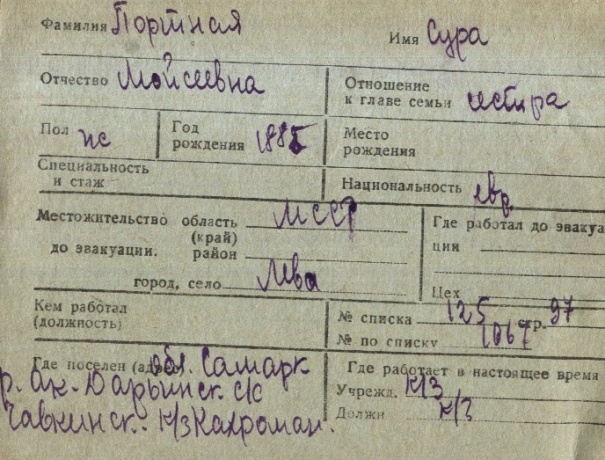 Фамилия Портная Имя Сура
Отчество Мойсеевна Отношение к главе семьи сестра
Пол ж Год рождения 1885 Место рождения
Специальность и стаж Национальность евр.
Местожительство до эвакуации. область (край) МССР Где работал до эвакуации
район
город, село Цех
Кем работал (должность) № списка 125 стр. 97
№ по списку 1067
Где поселен (адрес) обл. Самарк Где работает в настоящее время
р. Ак-Дарьинск. с/с Учрежд. к/з
к/з Кахроман. Должн к/з